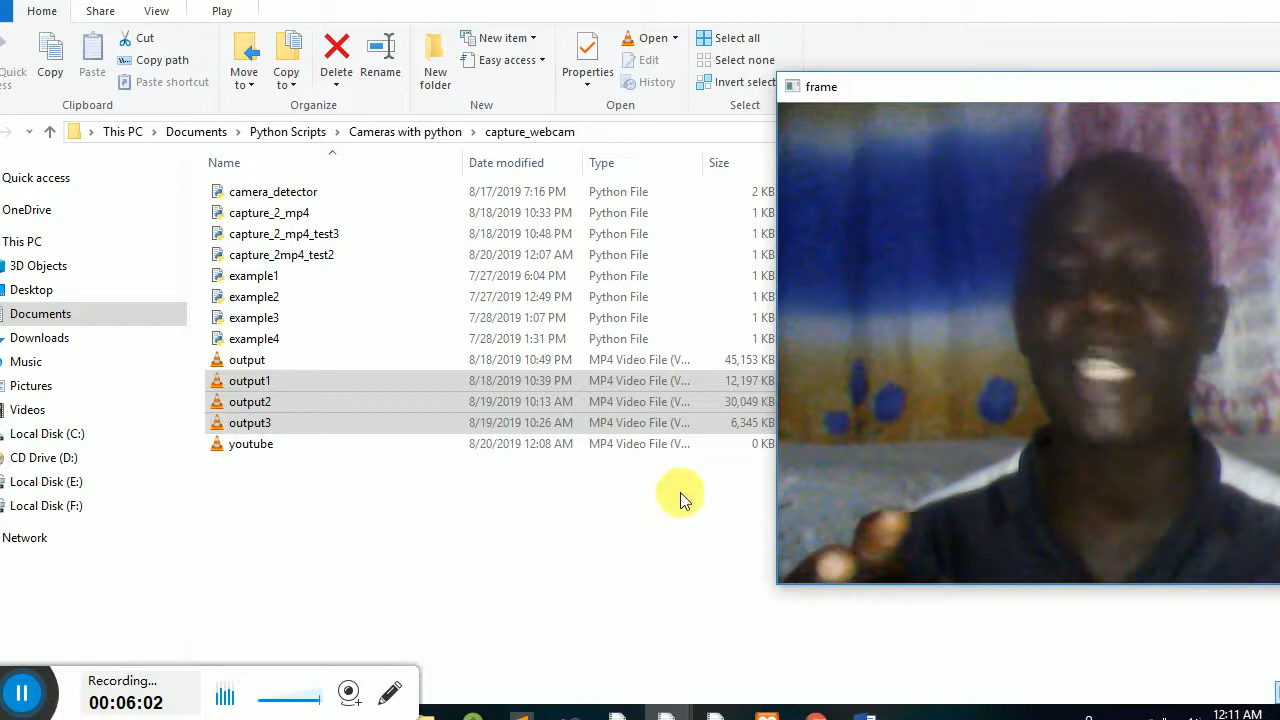 Home Share View Play
Quick access
Copy
Paste
Cut
Copy path
Paste shortcut
Clipboard
Move to
Copy to
Delete
Rename
Organize
New folder
New item
Easy access
New
Properties
Open
Edit
History
Open
Select all
Select none
Invert select
Select
This PC Documents Python Scripts Cameras with python capture_webcam
Name Date modified Type Size
camera_detector 8/17/2019 7:16 PM Python File 2 KB
capture_2_mp4 8/18/2019 10:33 PM Python File 1 KB
capture_2_mp4_test3 8/18/2019 10:48 PM Python File 1 KB
capture_2mp4_test2 8/20/2019 12:07 AM Python File 1 KB
example1 7/27/2019 6:04 PM Python File 1 KB
example2 7/27/2019 12:49 PM Python File 1 KB
example3 7/28/2019 1:07 PM Python File 1 KB
example4 7/28/2019 1:31 PM Python File 1 KB
output 8/18/2019 10:49 PM MP4 Video File (V... 45,153 KB
output1 8/18/2019 10:39 PM MP4 Video File (V... 12,197 KB
output2 8/19/2019 10:13 AM MP4 Video File (V... 30,049 KB
output3 8/19/2019 10:26 AM MP4 Video File (V... 6,345 KB
youtube 8/20/2019 12:08 AM MP4 Video File (V... 0 KB
OneDrive
This PC
3D Objects
Desktop
Documents
Downloads
Music
Pictures
Videos
Local Disk (C:)
CD Drive (D:)
Local Disk (E:)
Local Disk (F:)
Network
frame
Recording...
00:06:02
12:11 AM